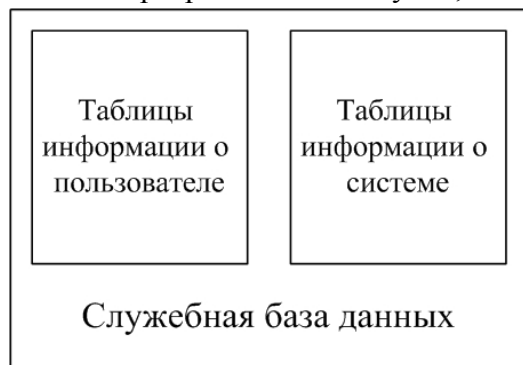 Таблицы
информации о
пользователе
Таблицы
информации о
системе
Служебная база данных